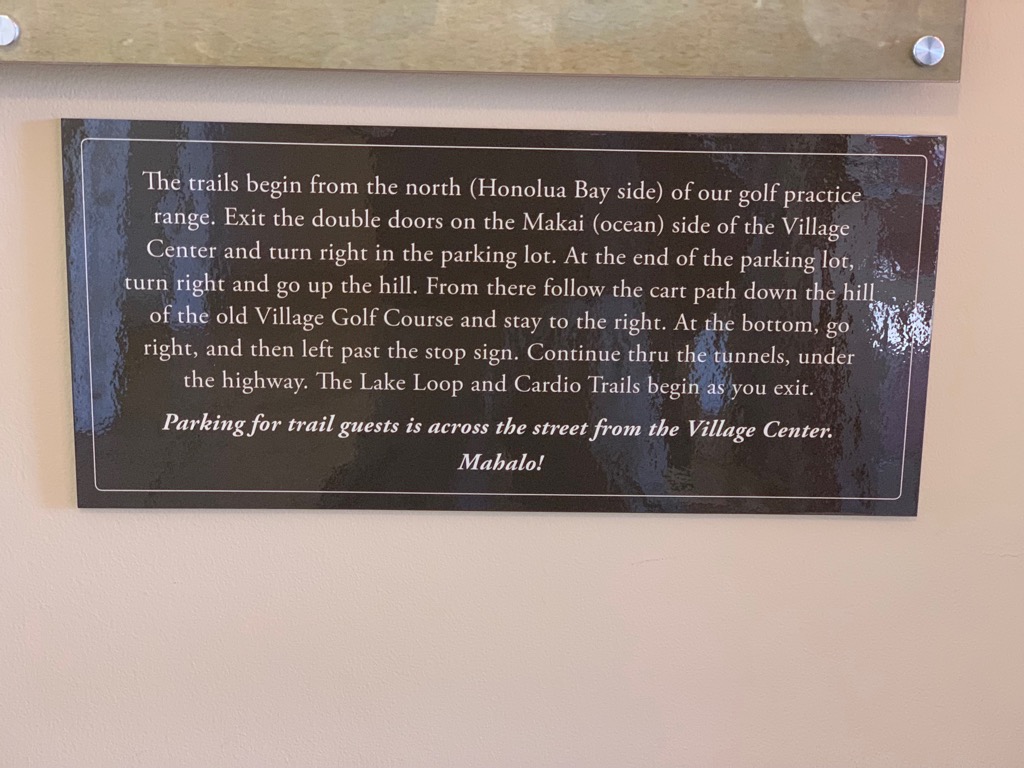 The trails begin from the north (Honolua Bay side) of our golf practice
range. Exit the double doors on the Makai (ocean) side of the Village
Center and turn right in the parking lot. At the end of the parking lot,
turn right and go up the hill. From there follow the cart path down the hill
of the old Village Golf Course and stay to the right. At the bottom, go
right, and then left past the stop sign. Continue thru the tunnels, under
the highway. The Lake Loop and Cardio Trails begin as you exit.
Parking for trail guests is across the street from the Village Center.
Mahalo!